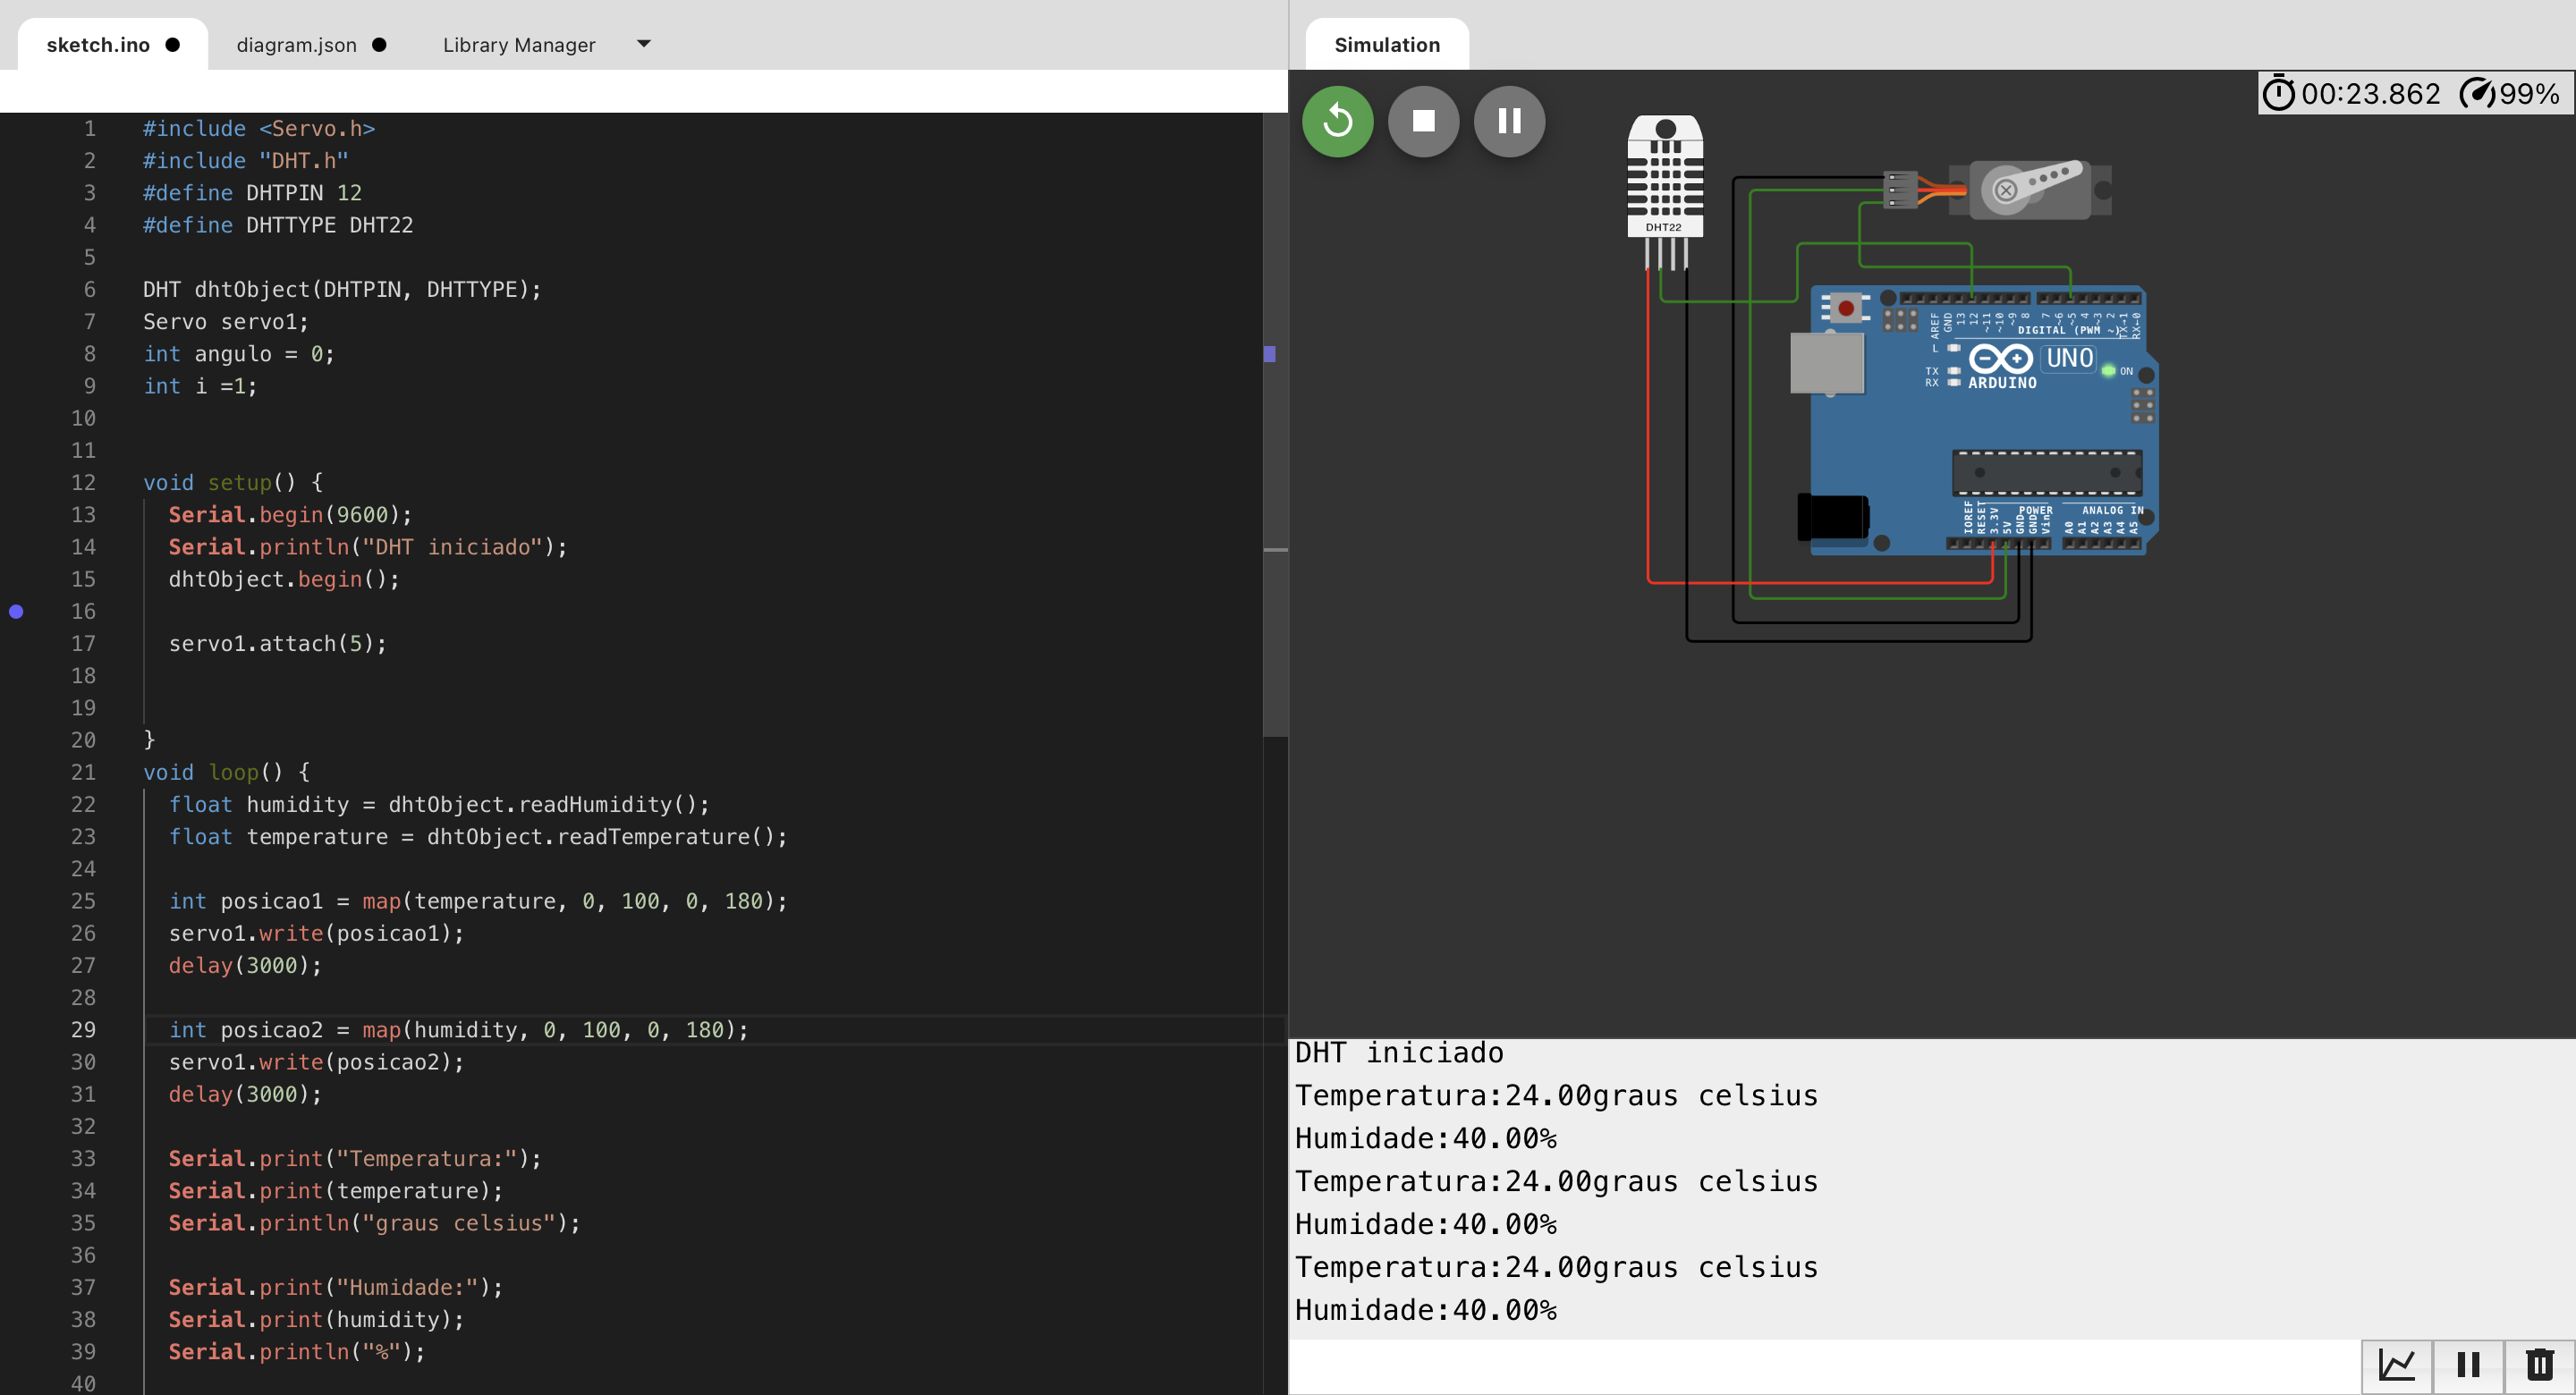 sketch.ino
diagram.json
Library Manager
1 #include <Servo.h>
2 #include "DHT.h"
3 #define DHTPIN 12
4 #define DHTTYPE DHT22
5
6 DHT dhtObject(DHTPIN, DHTTYPE);
7 Servo servo1;
8 int angulo = 0;
9 int i =1;
10
11
12 void setup() {
13 Serial.begin(9600);
14 Serial.println("DHT iniciado");
15 dhtObject.begin();
16
17 servo1.attach(5);
18
19
20 }
21 void loop() {
22 float humidity = dhtObject.readHumidity();
23 float temperature = dhtObject.readTemperature();
24
25 int posicao1 = map(temperature, 0, 100, 0, 180);
26 servo1.write(posicao1);
27 delay(3000);
28
29 int posicao2 = map(humidity, 0, 100, 0, 180);
30 servo1.write(posicao2);
31 delay(3000);
32
33 Serial.print("Temperatura:");
34 Serial.print(temperature);
35 Serial.println("graus celsius");
36
37 Serial.print("Humidade:");
38 Serial.print(humidity);
39 Serial.println("%");
40
Simulation
00:23.862 99%
DHT22
AREF GND 13 12 ~11 ~10 ~9 8 7 ~6 ~5 4 ~3 2 TX→1 RX←0
DIGITAL (PWM ~)
L
UNO
TX
ON
RX
ARDUINO
POWER
ANALOG IN
IOREF RESET 3.3V 5V GND GND Vin A0 A1 A2 A3 A4 A5
DHT iniciado
Temperatura:24.00graus celsius
Humidade:40.00%
Temperatura:24.00graus celsius
Humidade:40.00%
Temperatura:24.00graus celsius
Humidade:40.00%